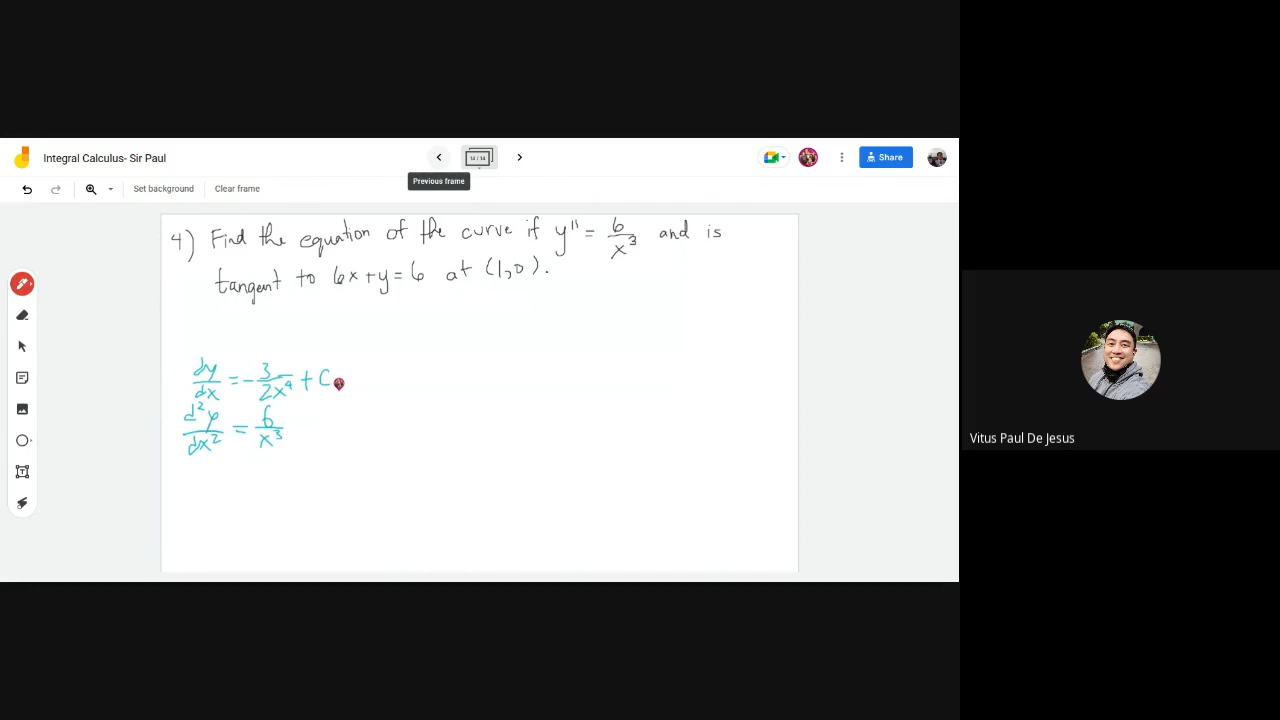 Integral Calculus- Sir Paul
14 / 14
Share
Previous frame
Set background
Clear frame
4) Find the equation of the curve if y" = 6/x³ and is
tangent to 6x + y = 6 at (1,0).
dy/dx = - 3/2x⁴ + C
d²y/dx² = 6/x³
Vitus Paul De Jesus